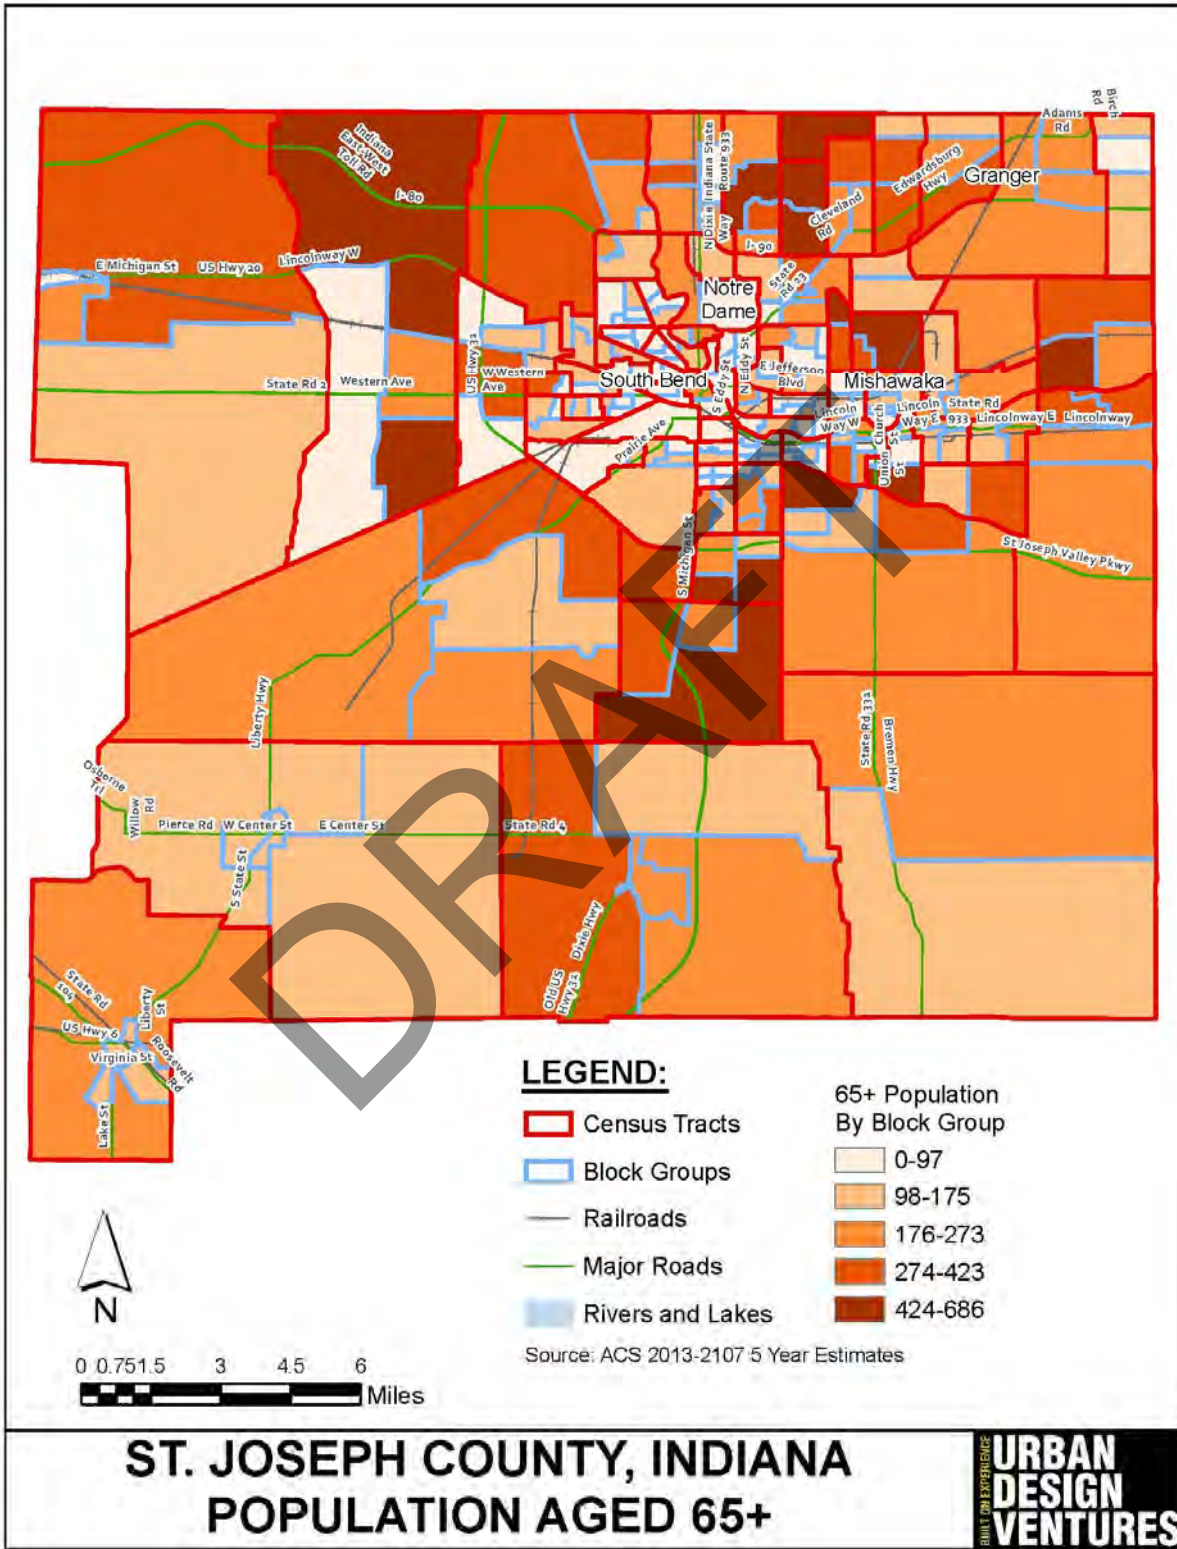 Birch
Rd
Adams
Rd
Indiana
East-West
Toll Rd
I- 80
N Dixie
Way
Indiana State
Route 933
Edwardsburg
Hwy
Granger
Cleveland
Rd
I- 90
State
Rd 23
E Michigan St
US Hwy 20
Lincolnway W
Notre
Dame
US Hwy 31
W Western
Ave
South Bend
S Eddy St
N Eddy St
E Jefferson
Blvd
Mishawaka
State Rd 2
Western Ave
Lincoln
Way W
Church
Union St
St
Lincoln
Way E
State Rd
933
Lincolnway E
Lincolnway
Prairie Ave
S Michigan St
St Joseph Valley Pkwy
Liberty Hwy
State Rd 331
Bremen Hwy
Osborne
Trl
Willow
Rd
Pierce Rd
W Center St
E Center St
State Rd 4
S State St
Old US
Hwy 31
Dixie Hwy
State Rd
104
Liberty
St
US Hwy 6
Virginia St
Roosevelt
Rd
Lake St
DRAFT
LEGEND:
Census Tracts
Block Groups
Railroads
Major Roads
Rivers and Lakes
65+ Population
By Block Group
0-97
98-175
176-273
274-423
424-686
Source: ACS 2013-2107 5 Year Estimates
N
0 0.75 1.5 3 4.5 6
Miles
ST. JOSEPH COUNTY, INDIANA
POPULATION AGED 65+
BUILT ON EXPERIENCE
URBAN
DESIGN
VENTURES